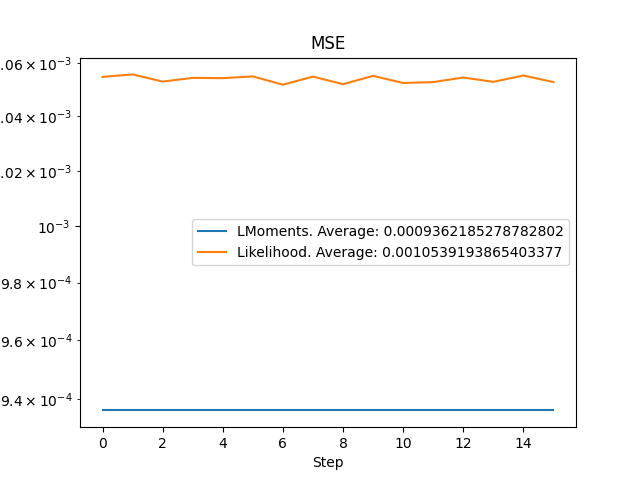 MSE
.06 × 10⁻³
.04 × 10⁻³
.02 × 10⁻³
10⁻³
9.8 × 10⁻⁴
9.6 × 10⁻⁴
9.4 × 10⁻⁴
LMoments. Average: 0.0009362185278782802
Likelihood. Average: 0.0010539193865403377
0 2 4 6 8 10 12 14
Step